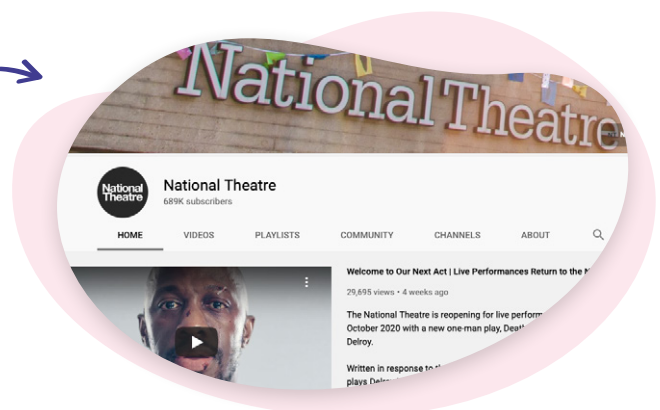 National Theatre
National
Theatre
National Theatre
689K subscribers
HOME VIDEOS PLAYLISTS COMMUNITY CHANNELS ABOUT
Welcome to Our Next Act | Live Performances Return to the
29,695 views • 4 weeks ago
The National Theatre is reopening for live
October 2020 with a new one-man play,
Delroy.
Written in response to
plays